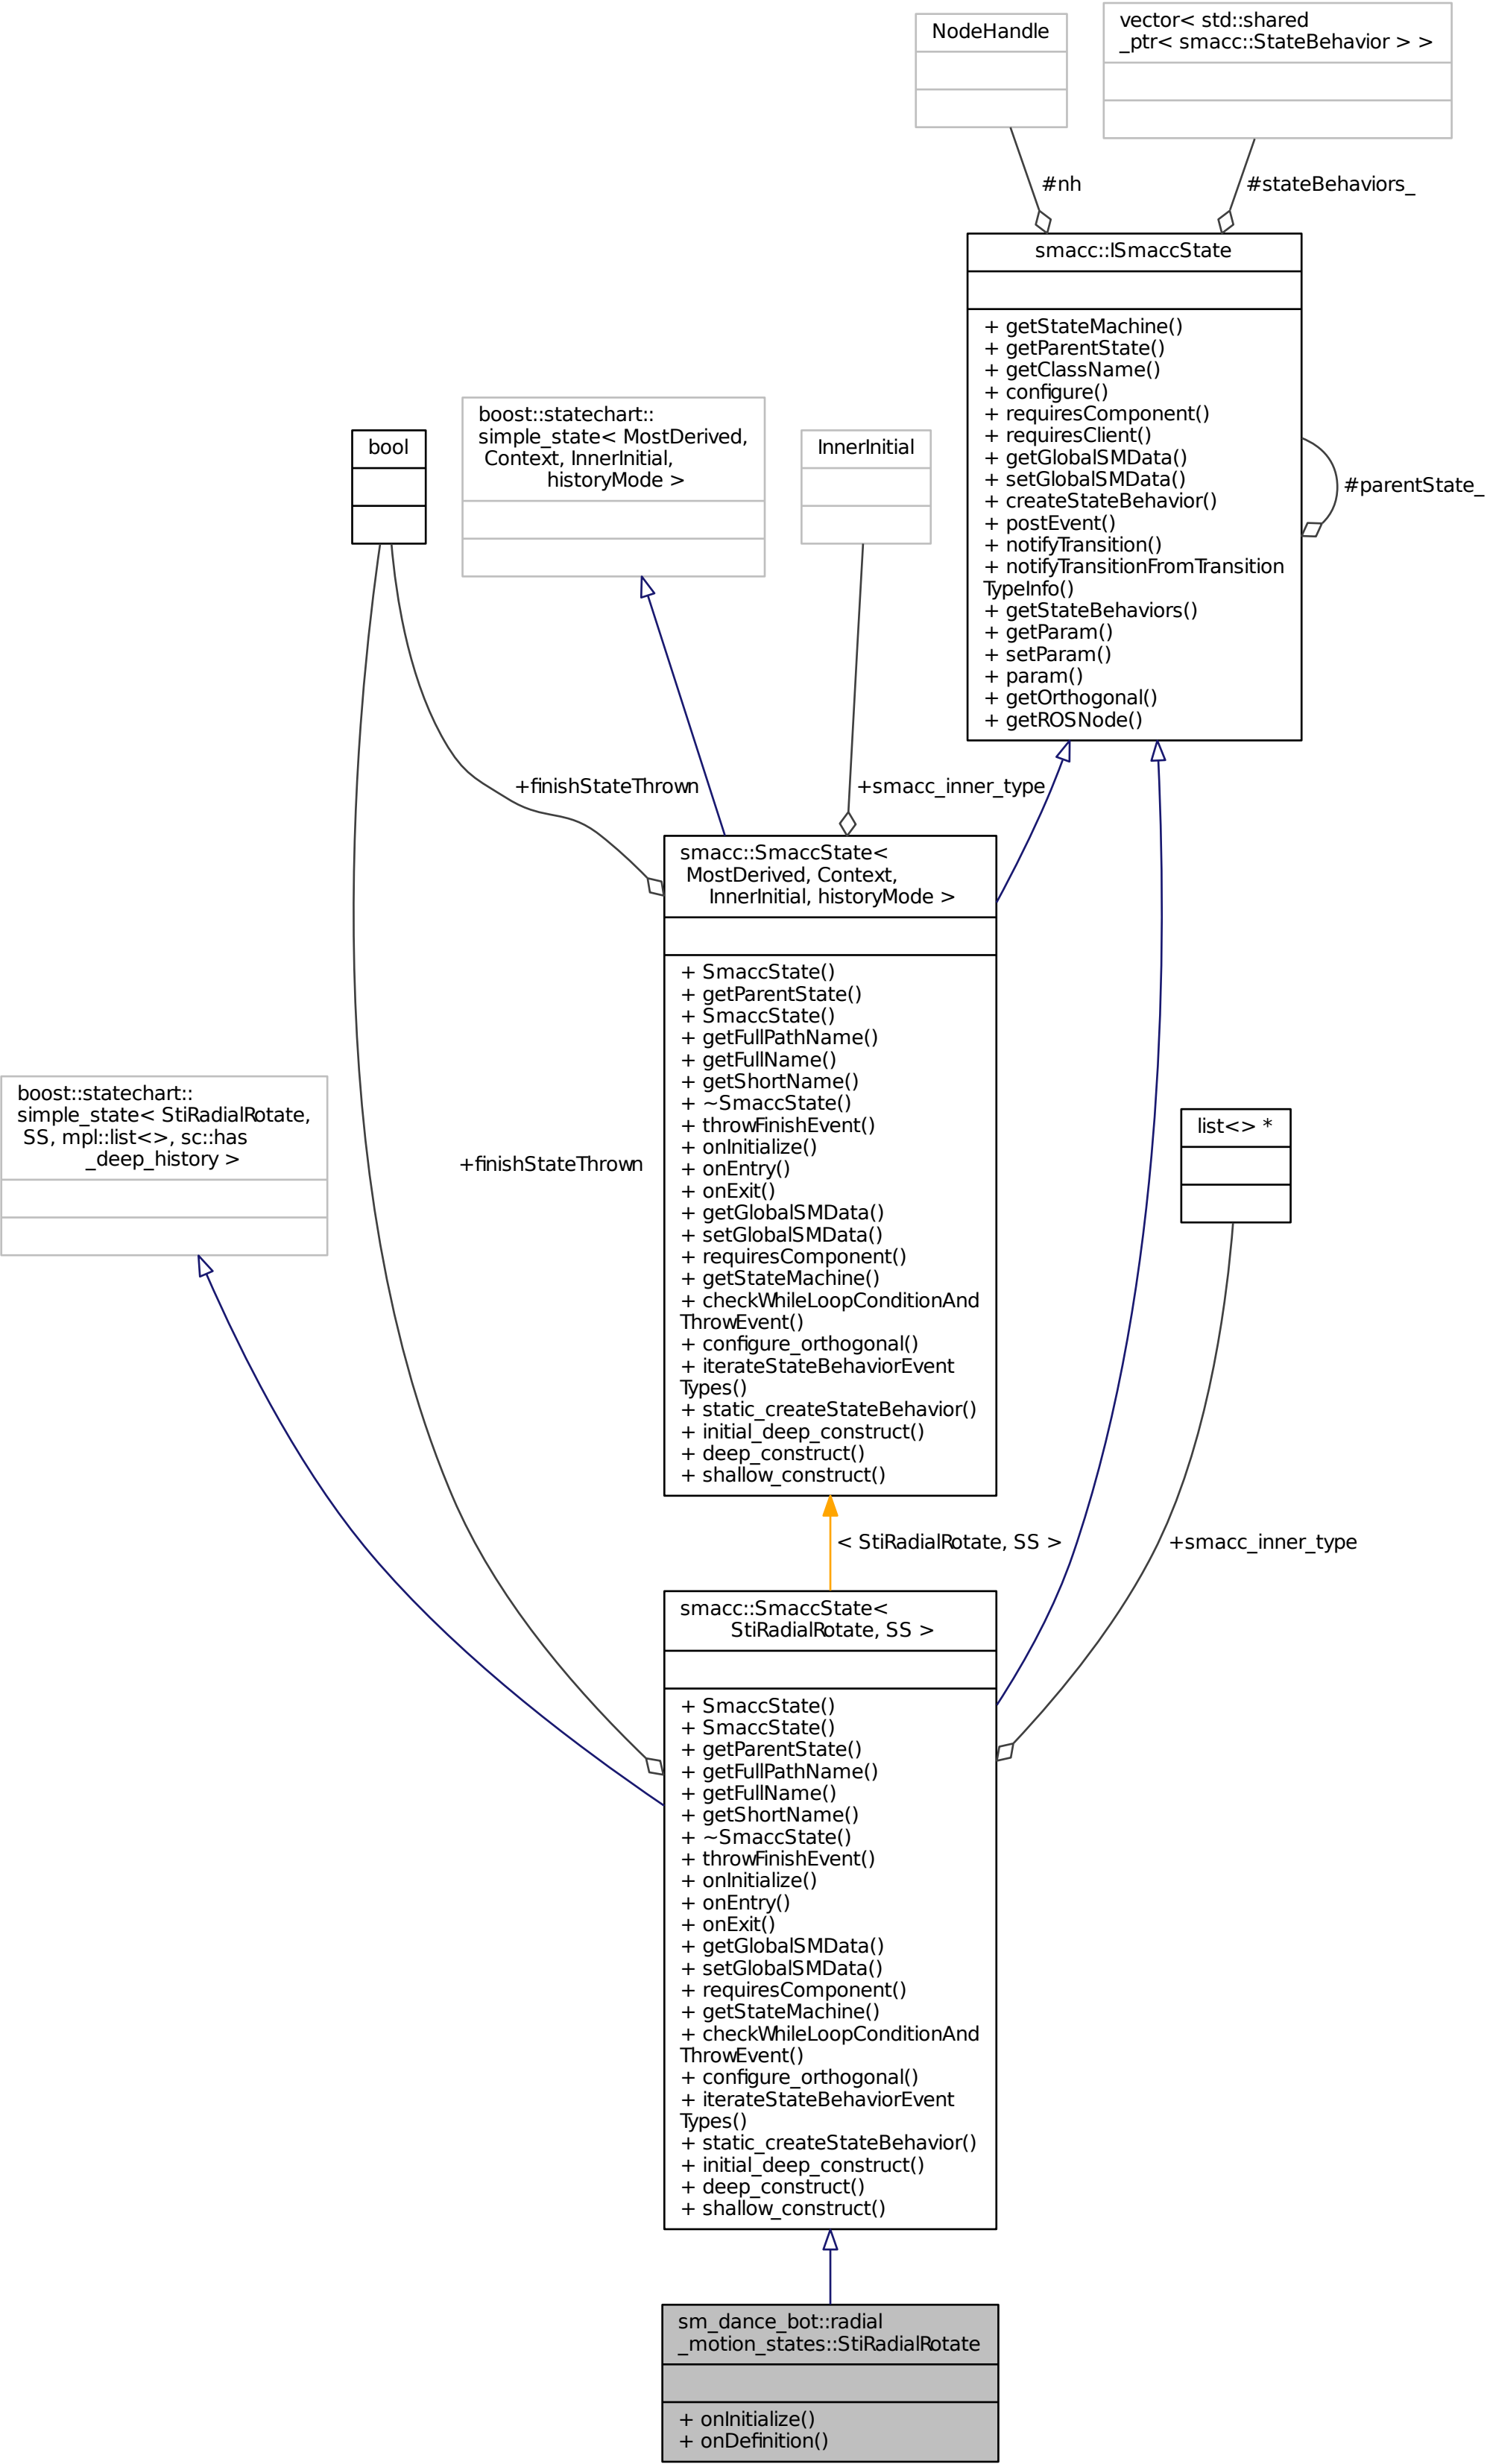 NodeHandle
vector< std::shared
_ptr< smacc::StateBehavior > >
#nh
#stateBehaviors_
smacc::ISmaccState
+ getStateMachine()
+ getParentState()
+ getClassName()
+ configure()
+ requiresComponent()
+ requiresClient()
+ getGlobalSMData()
+ setGlobalSMData()
+ createStateBehavior()
+ postEvent()
+ notifyTransition()
+ notifyTransitionFromTransition
TypeInfo()
+ getStateBehaviors()
+ getParam()
+ setParam()
+ param()
+ getOrthogonal()
+ getROSNode()
#parentState_
bool
boost::statechart::
simple_state< MostDerived,
Context, InnerInitial,
historyMode >
InnerInitial
+finishStateThrown
+smacc_inner_type
smacc::SmaccState<
MostDerived, Context,
InnerInitial, historyMode >
+ SmaccState()
+ getParentState()
+ SmaccState()
+ getFullPathName()
+ getFullName()
+ getShortName()
+ ~SmaccState()
+ throwFinishEvent()
+ onInitialize()
+ onEntry()
+ onExit()
+ getGlobalSMData()
+ setGlobalSMData()
+ requiresComponent()
+ getStateMachine()
+ checkWhileLoopConditionAnd
ThrowEvent()
+ configure_orthogonal()
+ iterateStateBehaviorEvent
Types()
+ static_createStateBehavior()
+ initial_deep_construct()
+ deep_construct()
+ shallow_construct()
boost::statechart::
simple_state< StiRadialRotate,
SS, mpl::list<>, sc::has
_deep_history >
+finishStateThrown
list<> *
< StiRadialRotate, SS >
+smacc_inner_type
smacc::SmaccState<
StiRadialRotate, SS >
+ SmaccState()
+ SmaccState()
+ getParentState()
+ getFullPathName()
+ getFullName()
+ getShortName()
+ ~SmaccState()
+ throwFinishEvent()
+ onInitialize()
+ onEntry()
+ onExit()
+ getGlobalSMData()
+ setGlobalSMData()
+ requiresComponent()
+ getStateMachine()
+ checkWhileLoopConditionAnd
ThrowEvent()
+ configure_orthogonal()
+ iterateStateBehaviorEvent
Types()
+ static_createStateBehavior()
+ initial_deep_construct()
+ deep_construct()
+ shallow_construct()
sm_dance_bot::radial
_motion_states::StiRadialRotate
+ onInitialize()
+ onDefinition()